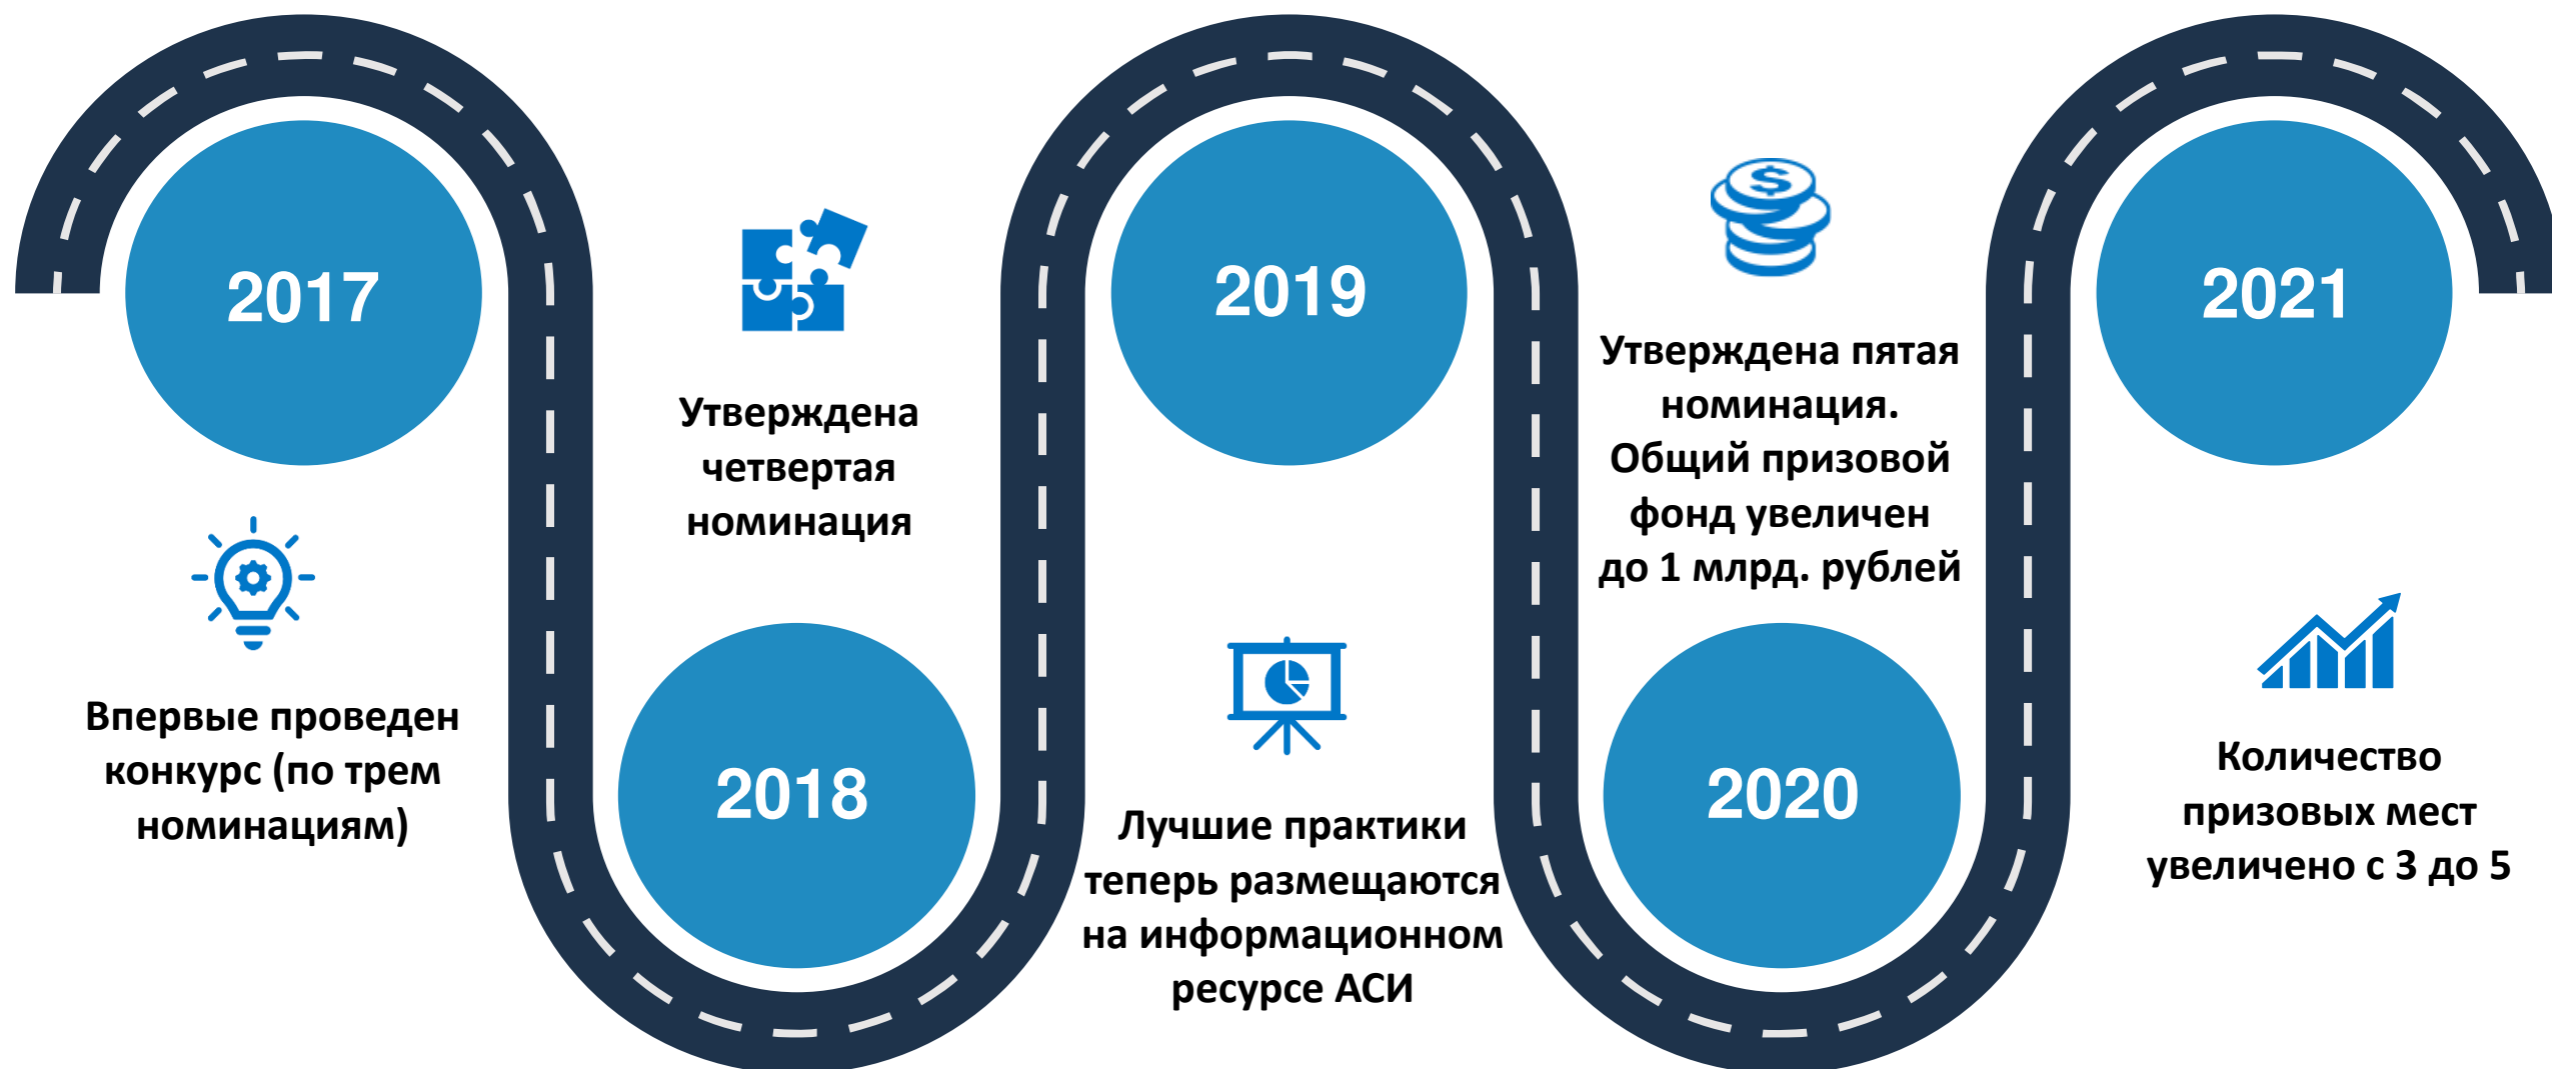 2017
Впервые проведен
конкурс (по трем
номинациям)
Утверждена
четвертая
номинация
2018
2019
Лучшие практики
теперь размещаются
на информационном
ресурсе АСИ
$
Утверждена пятая
номинация.
Общий призовой
фонд увеличен
до 1 млрд. рублей
2020
2021
Количество
призовых мест
увеличено с 3 до 5